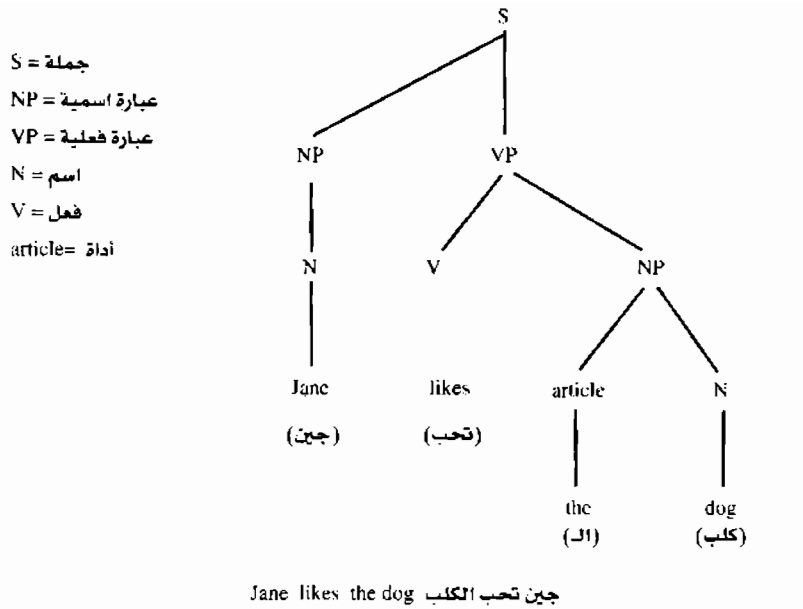 S
S = جملة
NP = عبارة اسمية
VP = عبارة فعلية
NP VP
N = اسم
V = فعل
article= أداة
N V NP
Jane likes article N
(جين) (تحب)
the dog
(الـ) (كلب)
Jane likes the dog جين تحب الكلب